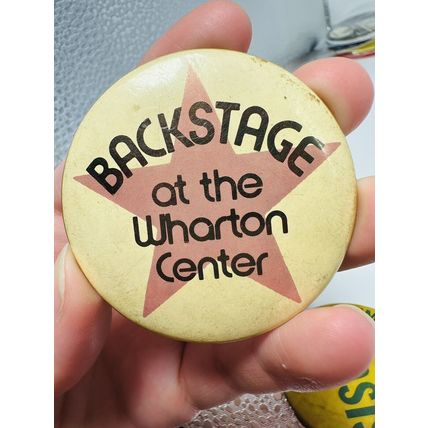 BACKSTAGE
at the
Wharton
Center